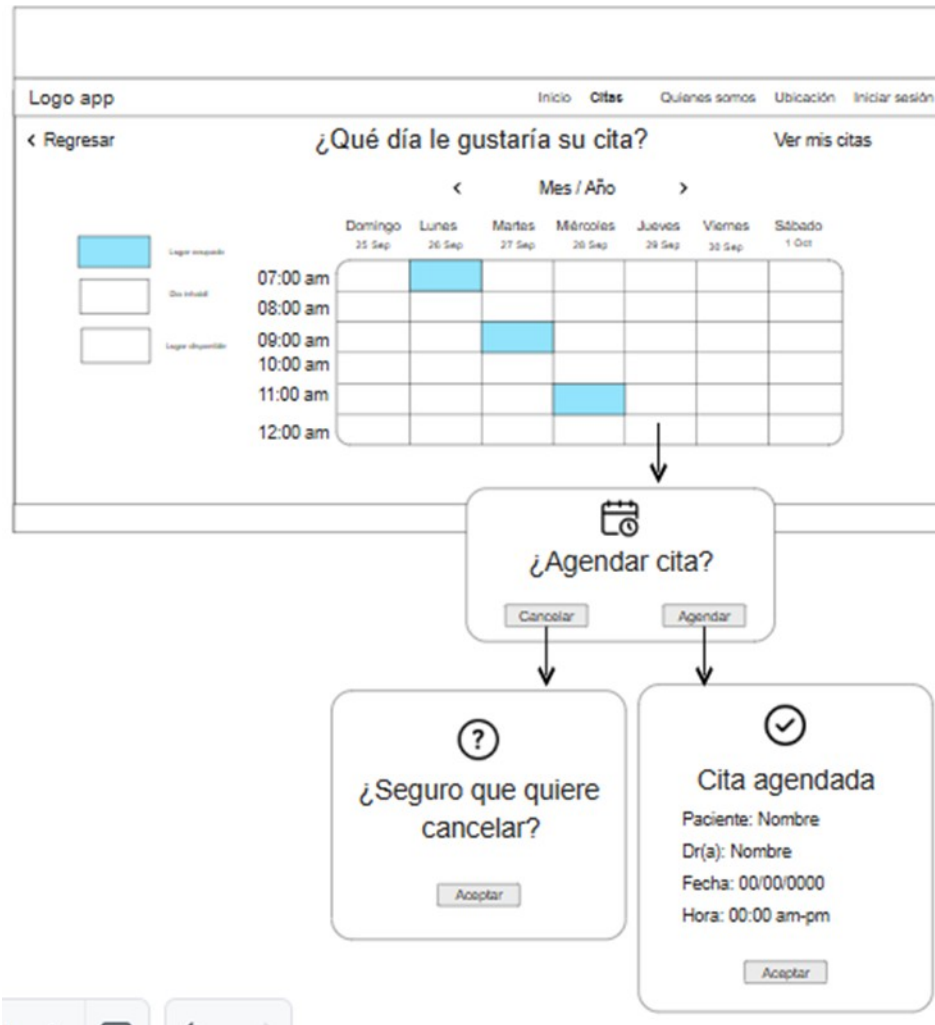 Logo app
Inicio Citas Quienes somos Ubicación Iniciar sesión
< Regresar
¿Qué día le gustaría su cita?
Ver mis citas
< Mes / Año >
Domingo Lunes Martes Miércoles Jueves Viernes Sábado
25 Sep 26 Sep 27 Sep 28 Sep 29 Sep 30 Sep 1 Oct
Lugar ocupado
Dia inhabil
Lugar disponible
07:00 am
08:00 am
09:00 am
10:00 am
11:00 am
12:00 am
¿Agendar cita?
Cancelar
Agendar
¿Seguro que quiere
cancelar?
Aceptar
Cita agendada
Paciente: Nombre
Dr(a): Nombre
Fecha: 00/00/0000
Hora: 00:00 am-pm
Aceptar